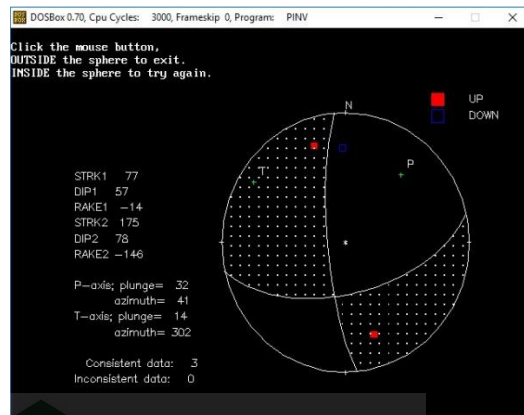 DOSBox 0.70, Cpu Cycles: 3000, Frameskip 0, Program: PINV
Click the mouse button,
OUTSIDE the sphere to exit.
INSIDE the sphere to try again.
N
UP
DOWN
T
P
STRK1 77
DIP1 57
RAKE1 -14
STRK2 175
DIP2 78
RAKE2 -146
P-axis; plunge= 32
azimuth= 41
T-axis; plunge= 14
azimuth= 302
Consistent data: 3
Inconsistent data: 0